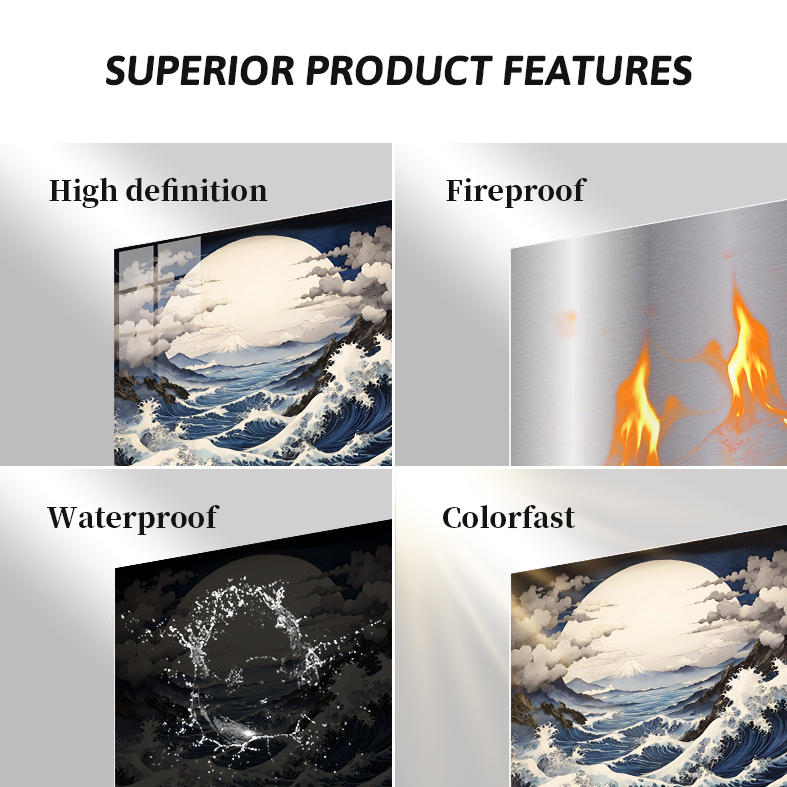 SUPERIOR PRODUCT FEATURES
High definition
Fireproof
Waterproof
Colorfast